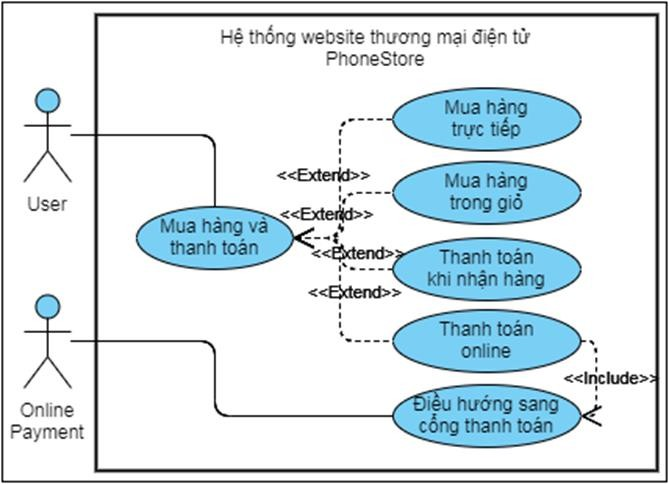 Hệ thống website thương mại điện tử
PhoneStore
Mua hàng
trực tiếp
<<Extend>>
User
Mua hàng
trong giỏ
<<Extend>>
Mua hàng và
thanh toán
<<Extend>>
Thanh toán
khi nhận hàng
<<Extend>>
Thanh toán
online
<<Include>>
Online
Payment
Điều hướng sang
cổng thanh toán